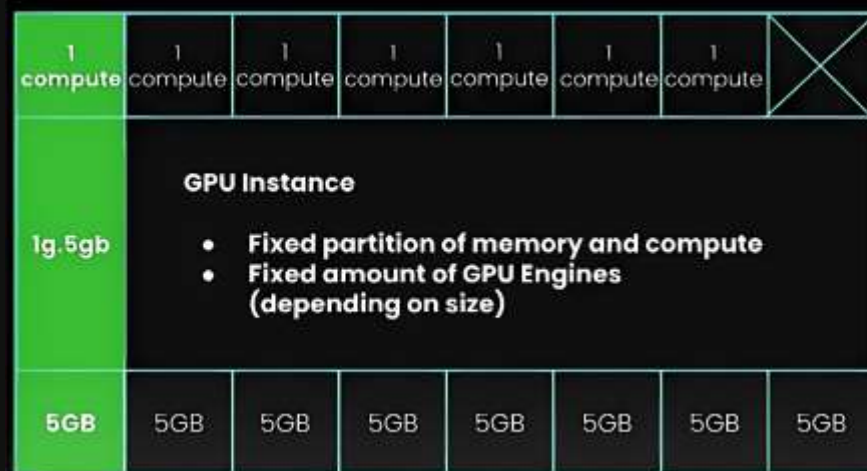 1 compute 1 compute 1 compute 1 compute 1 compute 1 compute 1 compute
GPU Instance
1g.5gb
• Fixed partition of memory and compute
• Fixed amount of GPU Engines
(depending on size)
5GB 5GB 5GB 5GB 5GB 5GB 5GB 5GB